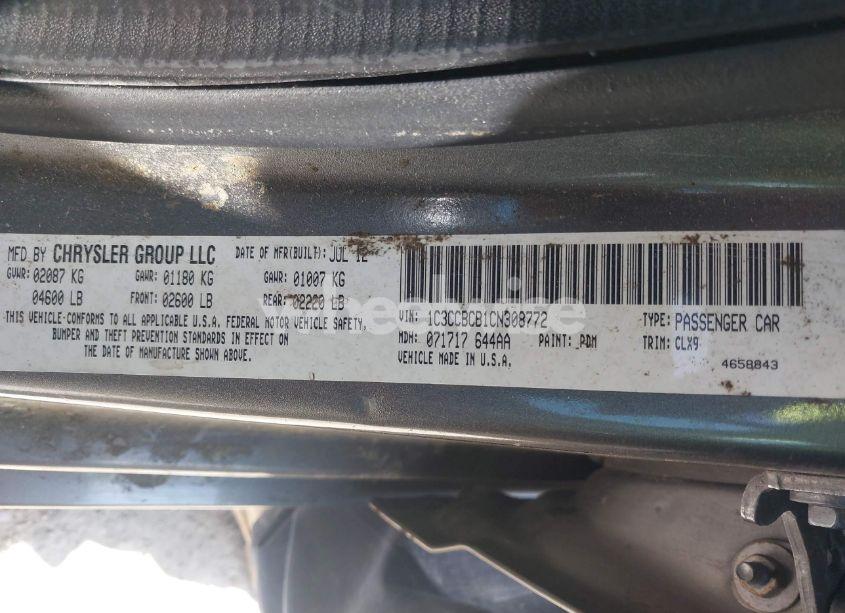 MFD BY CHRYSLER GROUP LLC DATE OF MFR(BUILT): JUL 12
GVWR: 02087 KG GAWR: 01180 KG GAWR: 01007 KG
04600 LB FRONT: 02600 LB REAR: 02220 LB
THIS VEHICLE CONFORMS TO ALL APPLICABLE U.S.A. FEDERAL MOTOR VEHICLE SAFETY,
BUMPER AND THEFT PREVENTION STANDARDS IN EFFECT ON
THE DATE OF MANUFACTURE SHOWN ABOVE.
VIN: 1C3CCBCB1CN308772 TYPE: PASSENGER CAR
MDH: 071717 644AA PAINT: PDM TRIM: CLX9
VEHICLE MADE IN U.S.A. 4658843